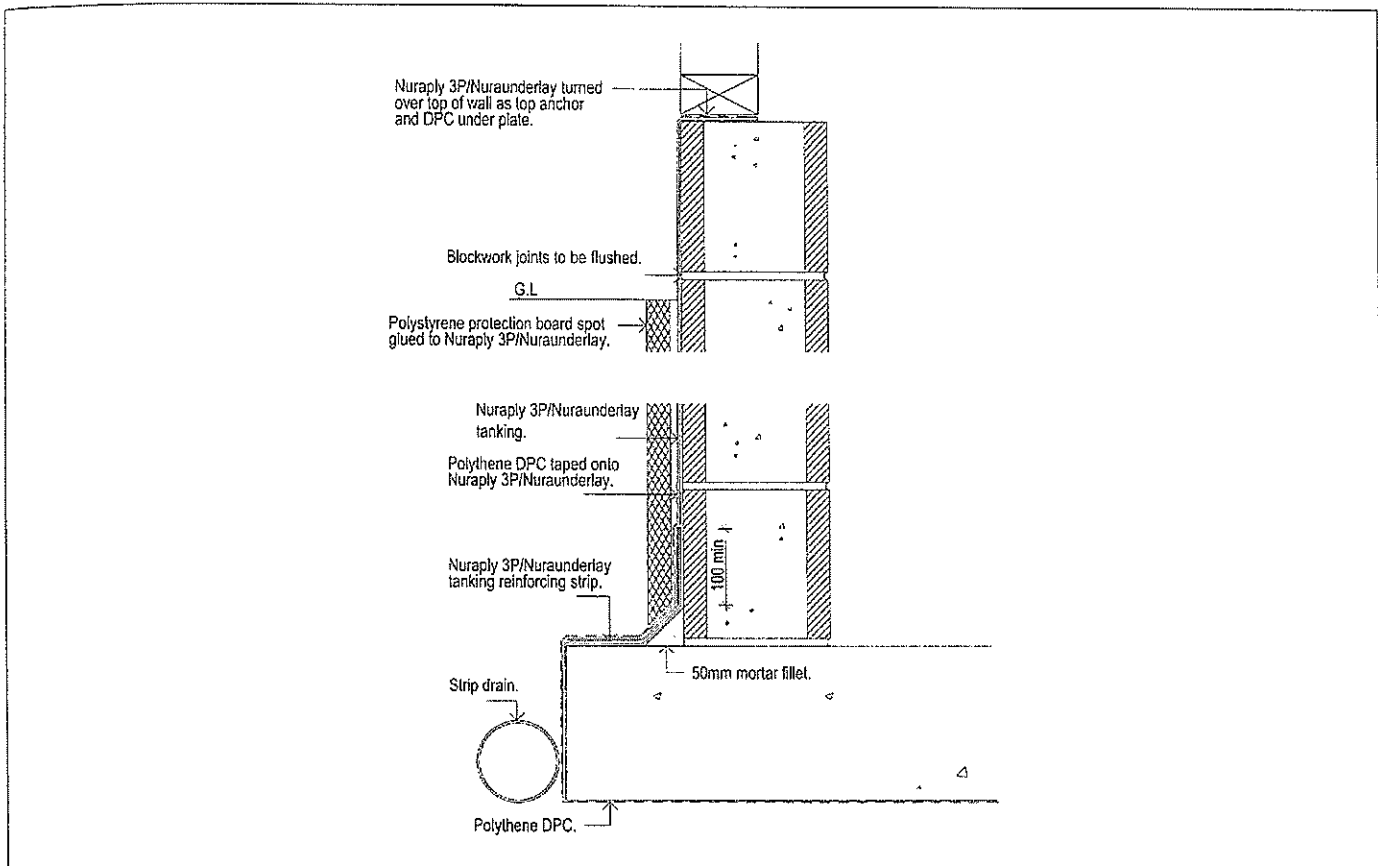 Nuraply 3P/Nuraunderlay turned
over top of wall as top anchor
and DPC under plate.
Blockwork joints to be flushed.
G.L
Polystyrene protection board spot
glued to Nuraply 3P/Nuraunderlay.
Nuraply 3P/Nuraunderlay
tanking.
Polythene DPC taped onto
Nuraply 3P/Nuraunderlay.
100 min
Nuraply 3P/Nuraunderlay
tanking reinforcing strip.
50mm mortar fillet.
Strip drain.
Polythene DPC.